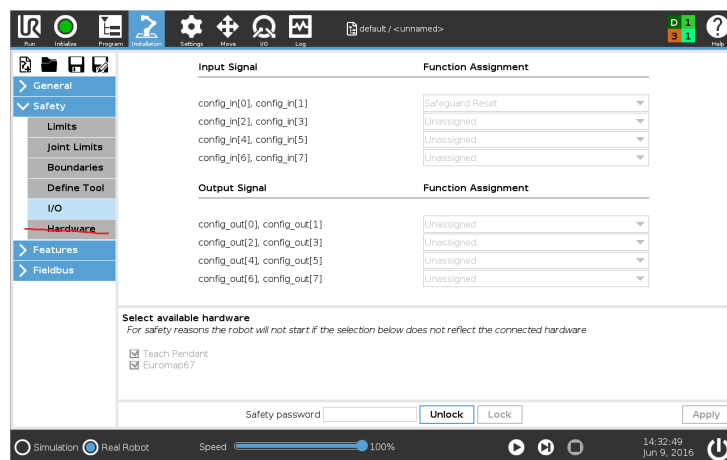 UR
Run
Initialize
Program
Installation
Settings
Move
I/O
Log
default / <unnamed>
D 1
3 1
?
Help
General
Safety
Limits
Joint Limits
Boundaries
Define Tool
I/O
Hardware
Features
Fieldbus
Input Signal Function Assignment
config_in[0], config_in[1] Safeguard Reset
config_in[2], config_in[3] Unassigned
config_in[4], config_in[5] Unassigned
config_in[6], config_in[7] Unassigned
Output Signal Function Assignment
config_out[0], config_out[1] Unassigned
config_out[2], config_out[3] Unassigned
config_out[4], config_out[5] Unassigned
config_out[6], config_out[7] Unassigned
Select available hardware
For safety reasons the robot will not start if the selection below does not reflect the connected hardware
Teach Pendant
Euromap67
Safety password Unlock Lock Apply
Simulation Real Robot Speed 100% 14:32:49
Jun 9, 2016